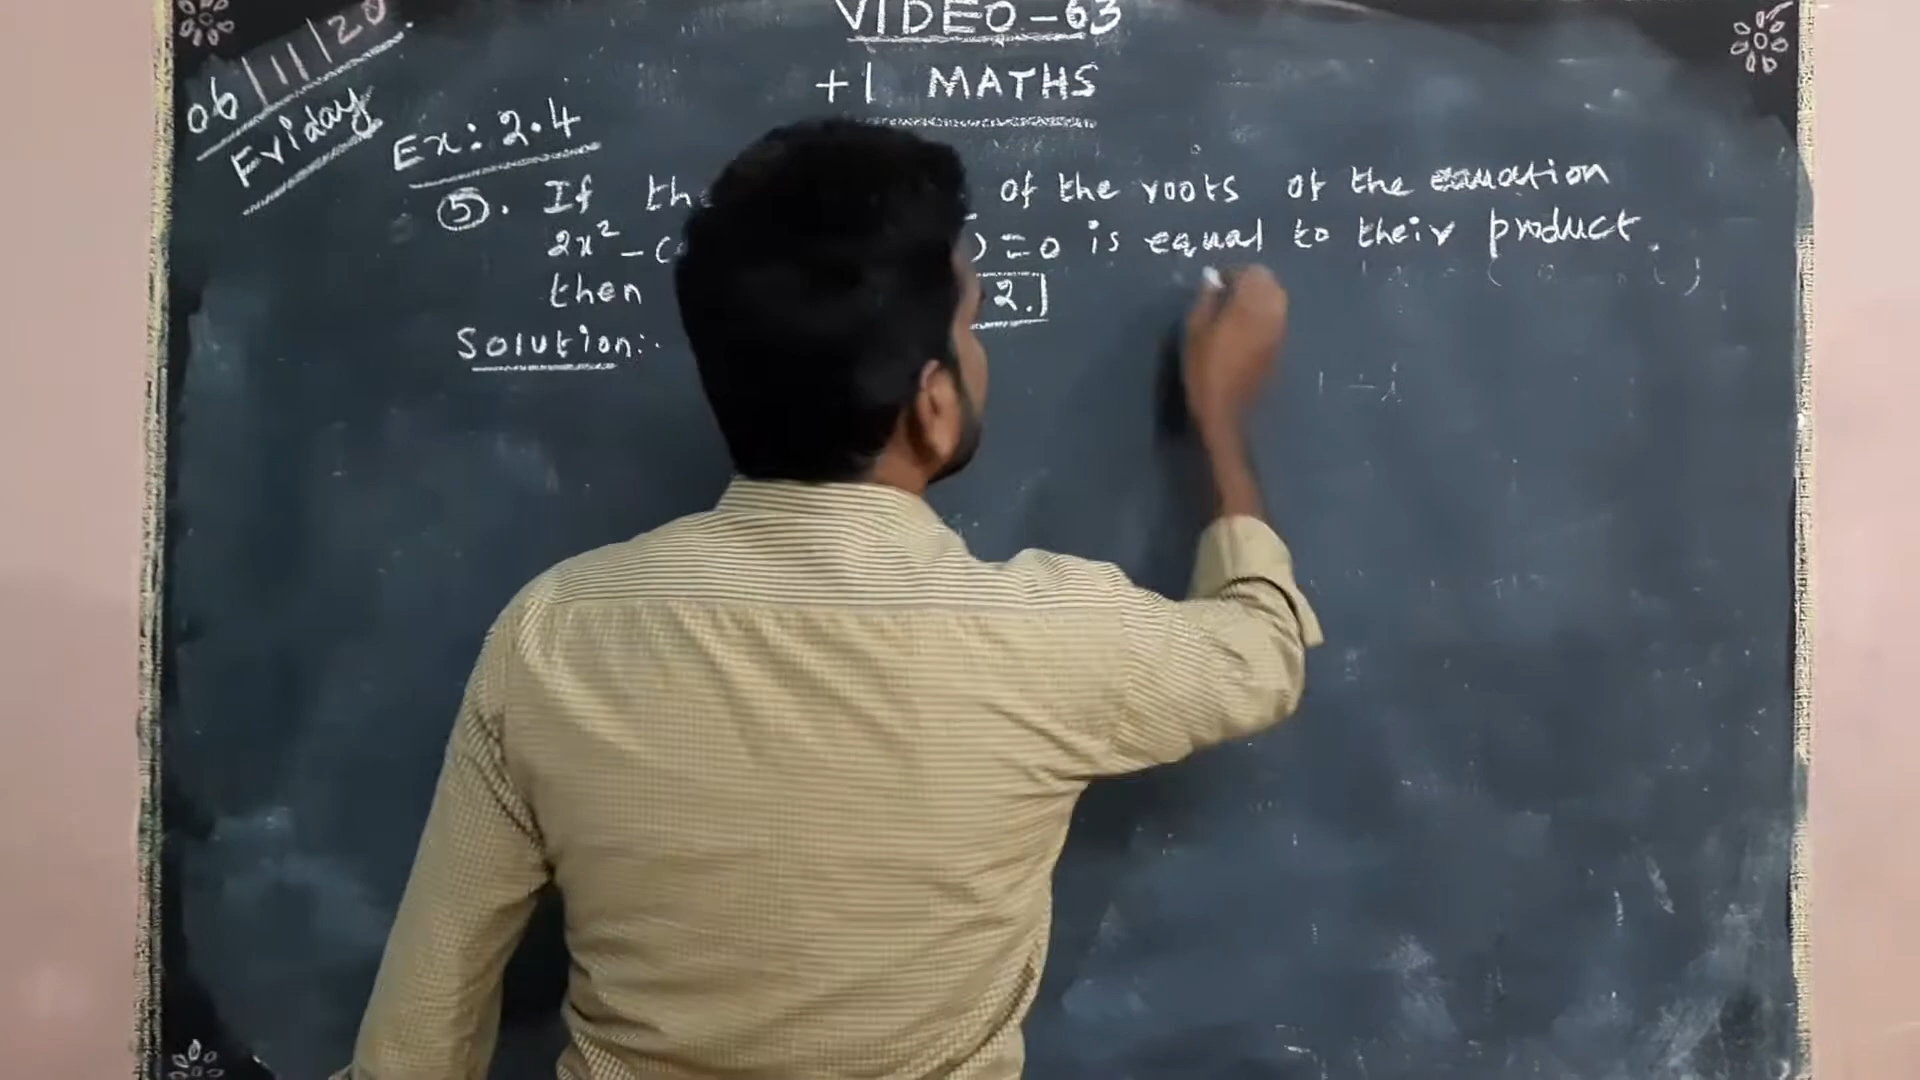 VIDEO-63
+1 MATHS
06/11/20
Friday
Ex: 2.4
⑤. If of the roots of the equation
2x² - ( ) = 0 is equal to their product.
then 2.]
Solution: